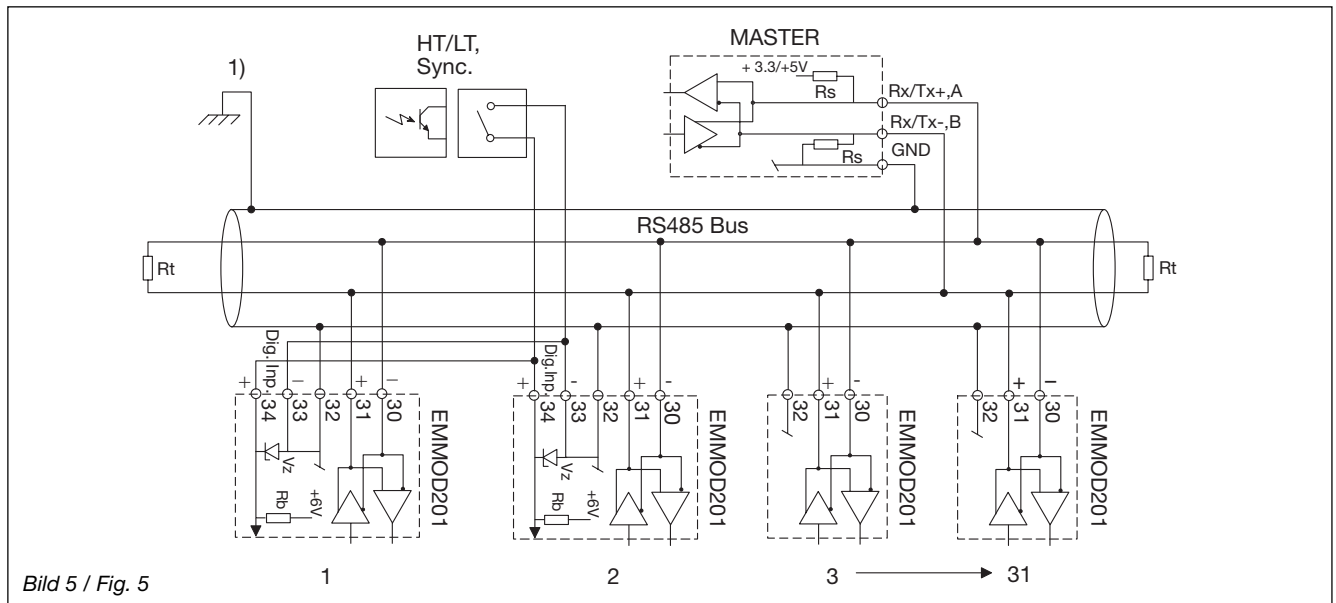 HT/LT,
Sync.
MASTER
1)
+ 3.3/+5V
Rs
Rx/Tx+,A
Rx/Tx-,B
Rs
GND
RS485 Bus
Rt
Rt
+ Dig.Inp. − + −
34 33 32 31 30
Vz
Rb
+6V
EMMOD201
+ Dig.Inp. - + -
34 33 32 31 30
Vz
Rb
+6V
EMMOD201
+ -
32 31 30
EMMOD201
+ −
32 31 30
EMMOD201
1
2
3
31
Bild 5 / Fig. 5